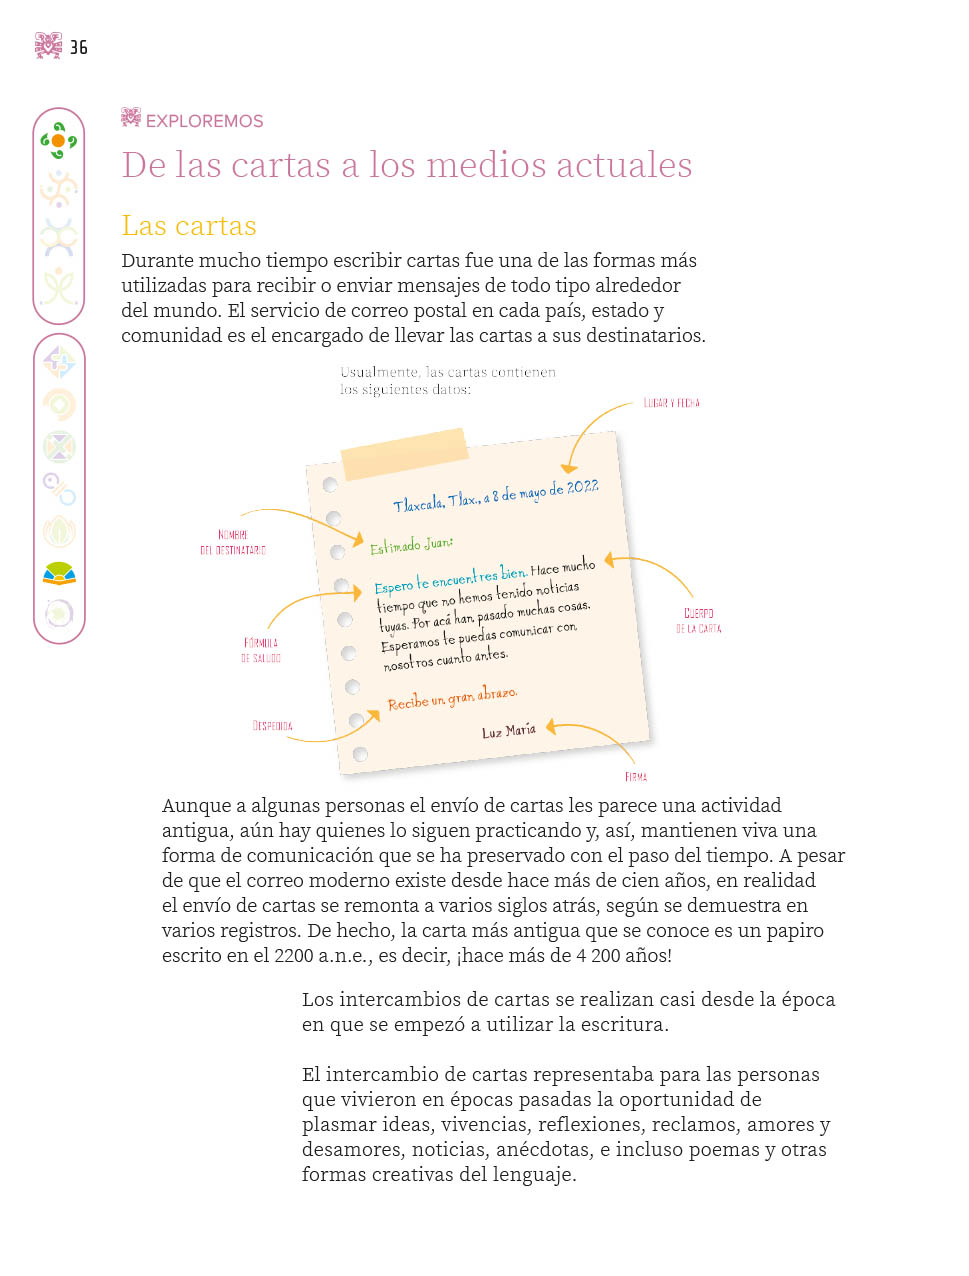 36
EXPLOREMOS
De las cartas a los medios actuales
Las cartas
Durante mucho tiempo escribir cartas fue una de las formas más
utilizadas para recibir o enviar mensajes de todo tipo alrededor
del mundo. El servicio de correo postal en cada país, estado y
comunidad es el encargado de llevar las cartas a sus destinatarios.
Usualmente, las cartas contienen
los siguientes datos:
Lugar y fecha
Tlaxcala, Tlax., a 8 de mayo de 2022
Nombre
del destinatario
Estimado Juan:
Espero te encuentres bien. Hace mucho
tiempo que no hemos tenido noticias
tuyas. Por acá han pasado muchas cosas.
Esperamos te puedas comunicar con
nosotros cuanto antes.
Cuerpo
de la carta
Fórmula
de saludo
Recibe un gran abrazo.
Despedida
Luz María
Firma
Aunque a algunas personas el envío de cartas les parece una actividad
antigua, aún hay quienes lo siguen practicando y, así, mantienen viva una
forma de comunicación que se ha preservado con el paso del tiempo. A pesar
de que el correo moderno existe desde hace más de cien años, en realidad
el envío de cartas se remonta a varios siglos atrás, según se demuestra en
varios registros. De hecho, la carta más antigua que se conoce es un papiro
escrito en el 2200 a.n.e., es decir, ¡hace más de 4 200 años!
Los intercambios de cartas se realizan casi desde la época
en que se empezó a utilizar la escritura.
El intercambio de cartas representaba para las personas
que vivieron en épocas pasadas la oportunidad de
plasmar ideas, vivencias, reflexiones, reclamos, amores y
desamores, noticias, anécdotas, e incluso poemas y otras
formas creativas del lenguaje.